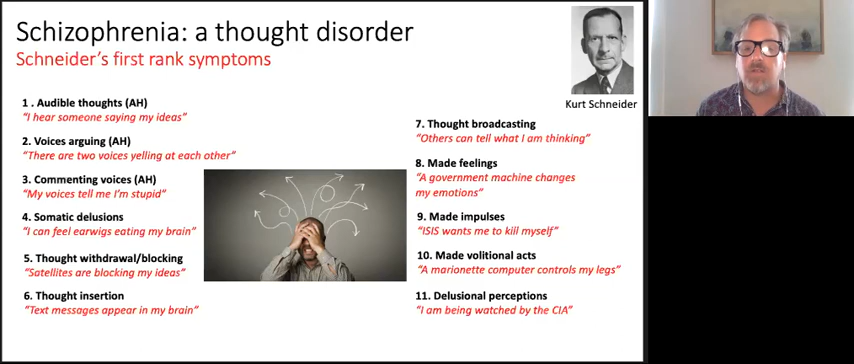 Schizophrenia: a thought disorder
Schneider's first rank symptoms
Kurt Schneider
1 . Audible thoughts (AH)
"I hear someone saying my ideas"
2. Voices arguing (AH)
"There are two voices yelling at each other"
3. Commenting voices (AH)
"My voices tell me I'm stupid"
4. Somatic delusions
"I can feel earwigs eating my brain"
5. Thought withdrawal/blocking
"Satellites are blocking my ideas"
6. Thought insertion
"Text messages appear in my brain"
7. Thought broadcasting
"Others can tell what I am thinking"
8. Made feelings
"A government machine changes
my emotions"
9. Made impulses
"ISIS wants me to kill myself"
10. Made volitional acts
"A marionette computer controls my legs"
11. Delusional perceptions
"I am being watched by the CIA"